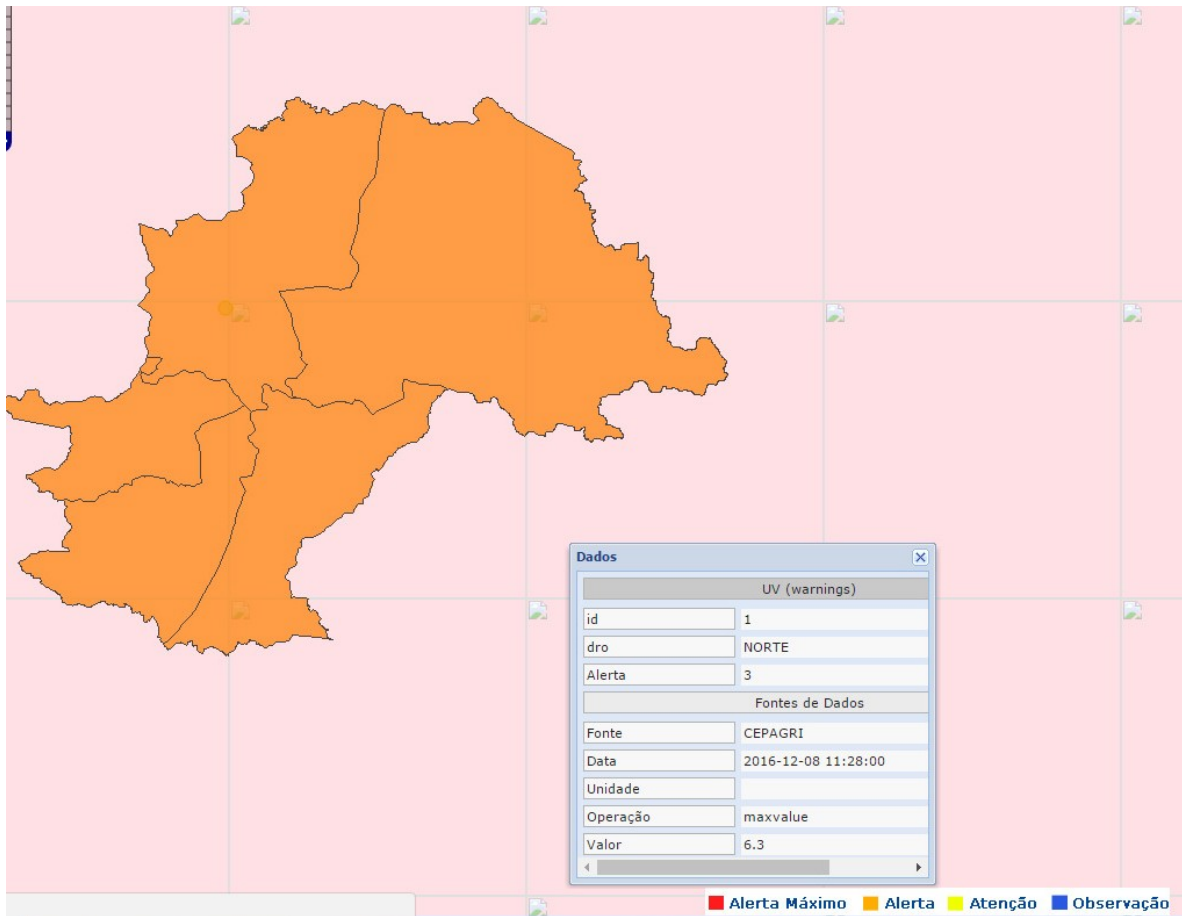 Dados
UV (warnings)
id 1
dro NORTE
Alerta 3
Fontes de Dados
Fonte CEPAGRI
Data 2016-12-08 11:28:00
Unidade
Operação maxvalue
Valor 6.3
Alerta Máximo Alerta Atenção Observação